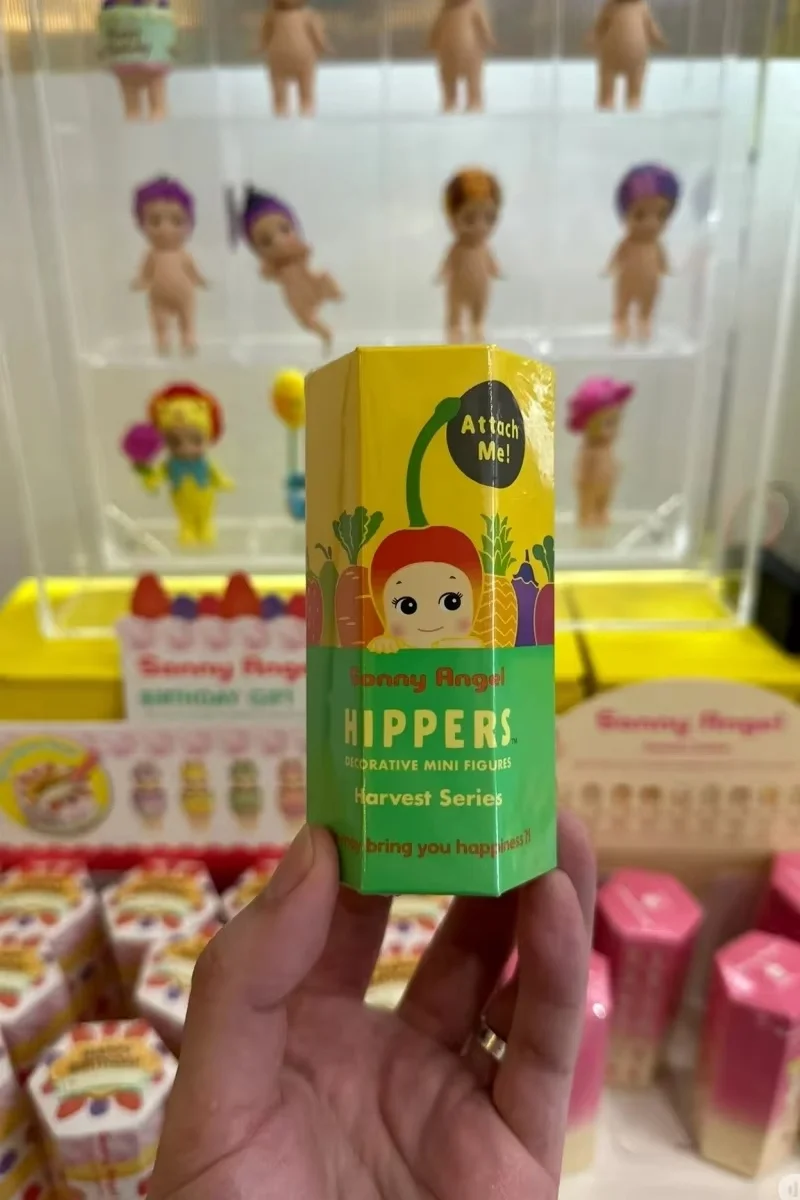 Attach
Me!
Sonny Angel
HIPPERS
DECORATIVE MINI FIGURES
Harvest Series
bring you happiness?!
Sonny Angel
BIRTHDAY GIFT
Sonny Angel